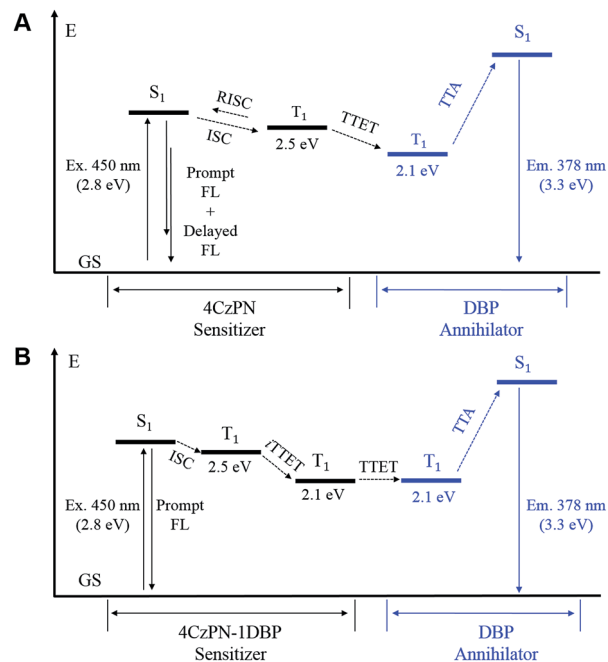 A
E
S₁
S₁
RISC
ISC
T₁
2.5 eV
TTET
T₁
2.1 eV
TTA
Ex. 450 nm
(2.8 eV)
Prompt
FL
+
Delayed
FL
Em. 378 nm
(3.3 eV)
GS
4CzPN
Sensitizer
DBP
Annihilator
B
E
S₁
S₁
ISC
T₁
2.5 eV
iTTET
T₁
2.1 eV
TTET
T₁
2.1 eV
TTA
Ex. 450 nm
(2.8 eV)
Prompt
FL
Em. 378 nm
(3.3 eV)
GS
4CzPN-1DBP
Sensitizer
DBP
Annihilator